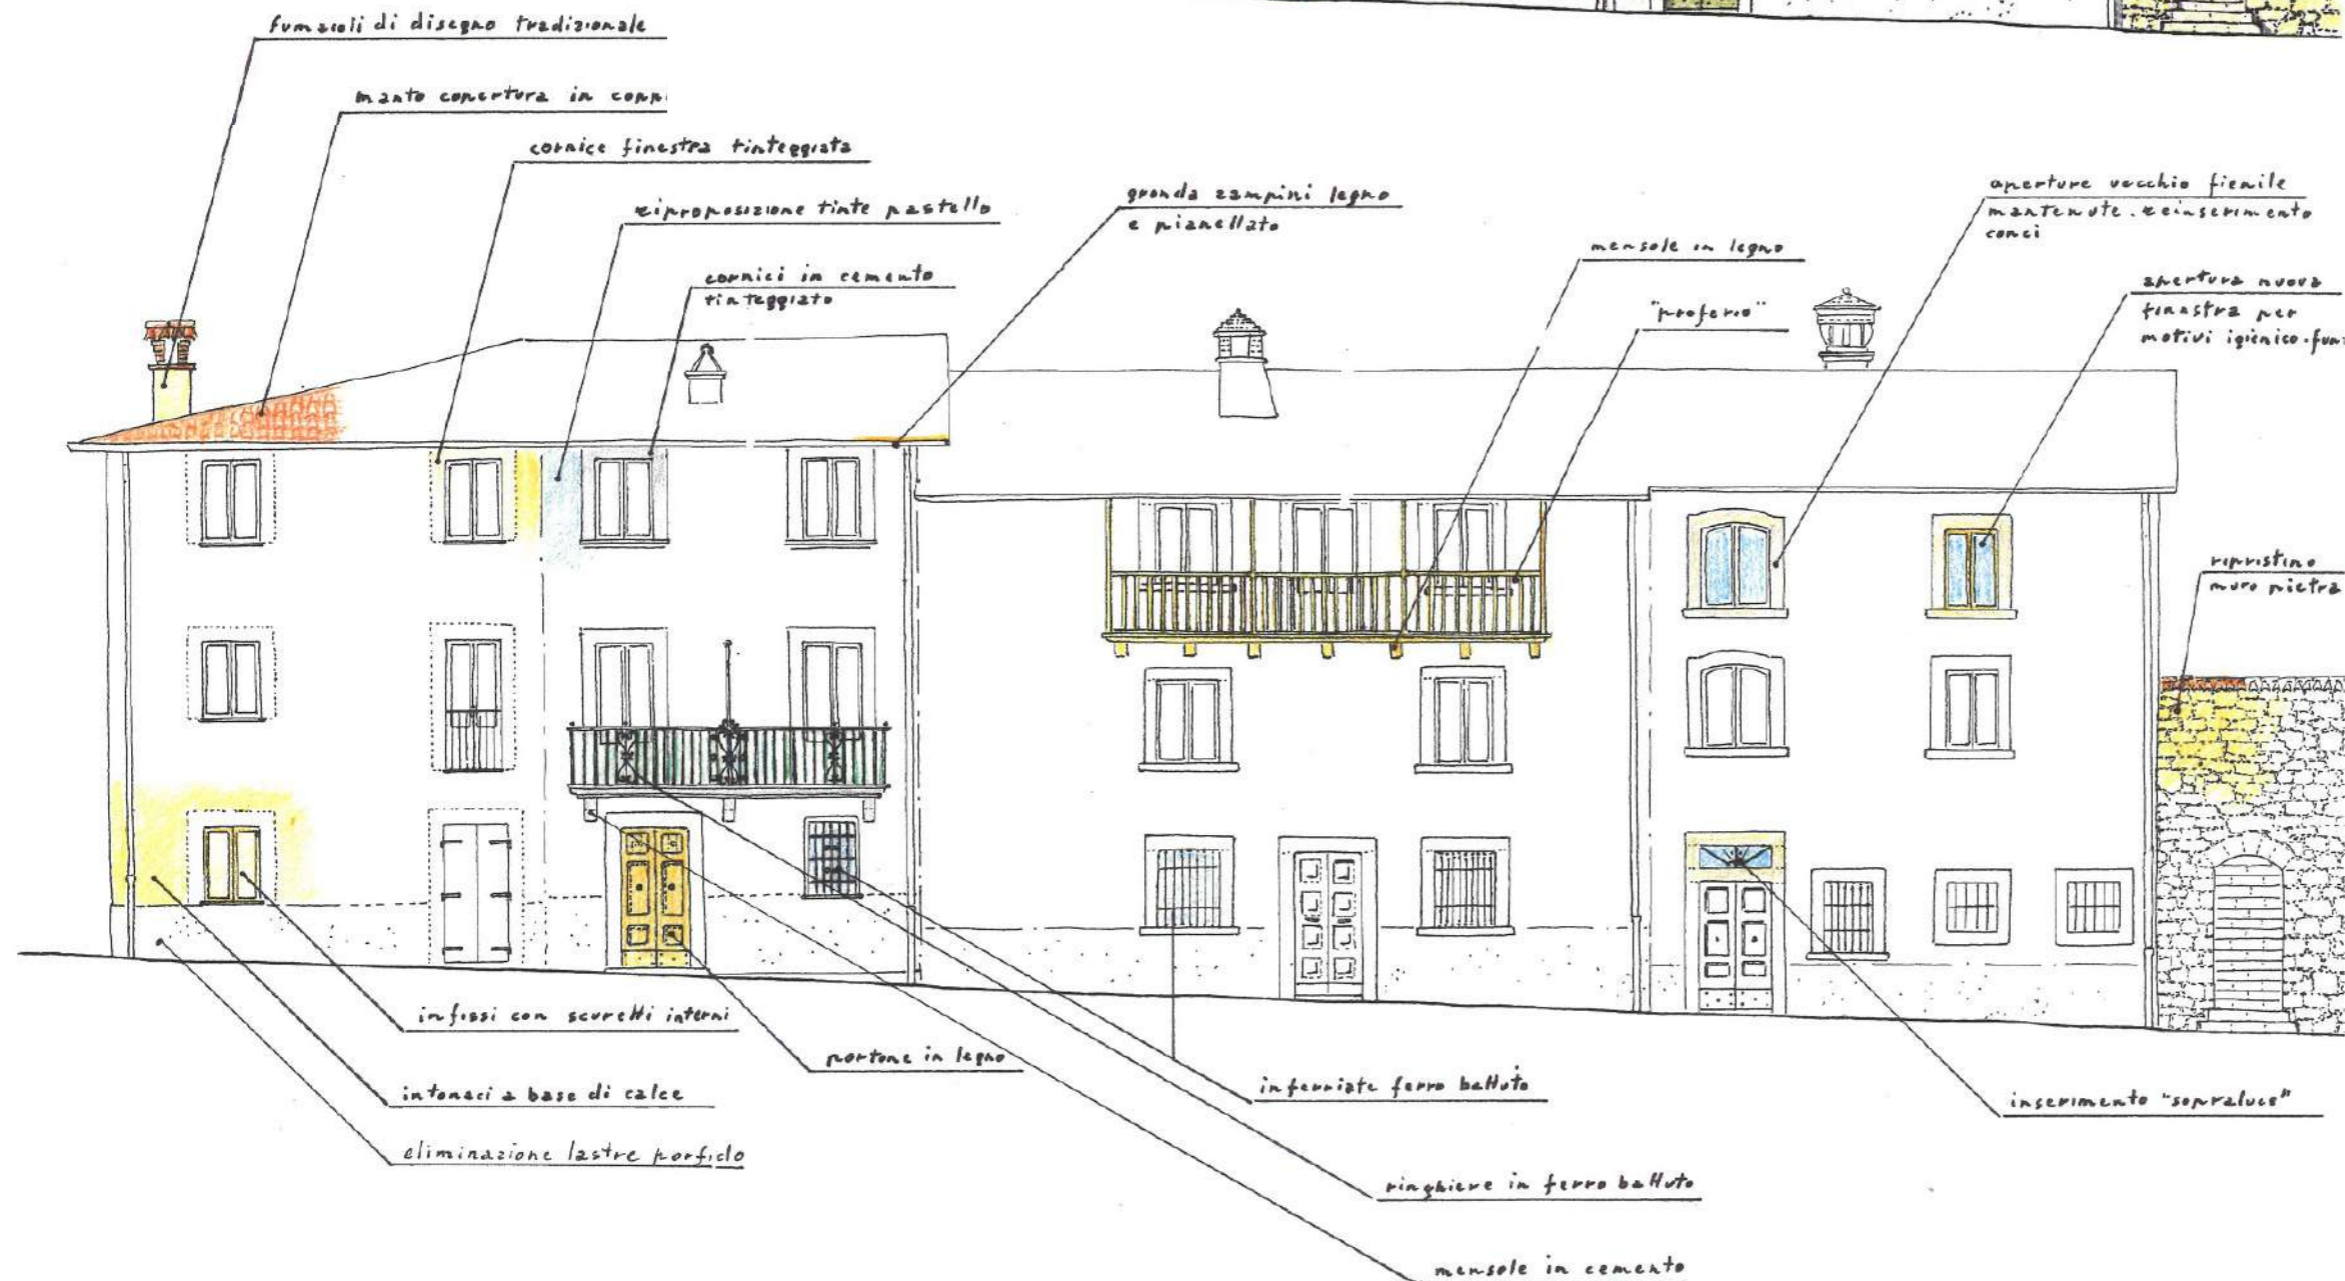 fumaioli di disegno tradizionale
manto copertura in coppi
cornice finestra tinteggiata
riproposizione tinte pastello
cornici in cemento
tinteggiato
gronda zampini legno
e pianellato
mensole in legno
"proferio"
aperture vecchio fienile
mantenute. reinserimento
conci
apertura nuova
finestra per
motivi igienico-
ripristino
muro pietra
infissi con scuretti interni
portone in legno
intonaci a base di calce
inferriate ferro battuto
inserimento "sopraluce"
eliminazione lastre porfido
ringhiere in ferro battuto
mensole in cemento